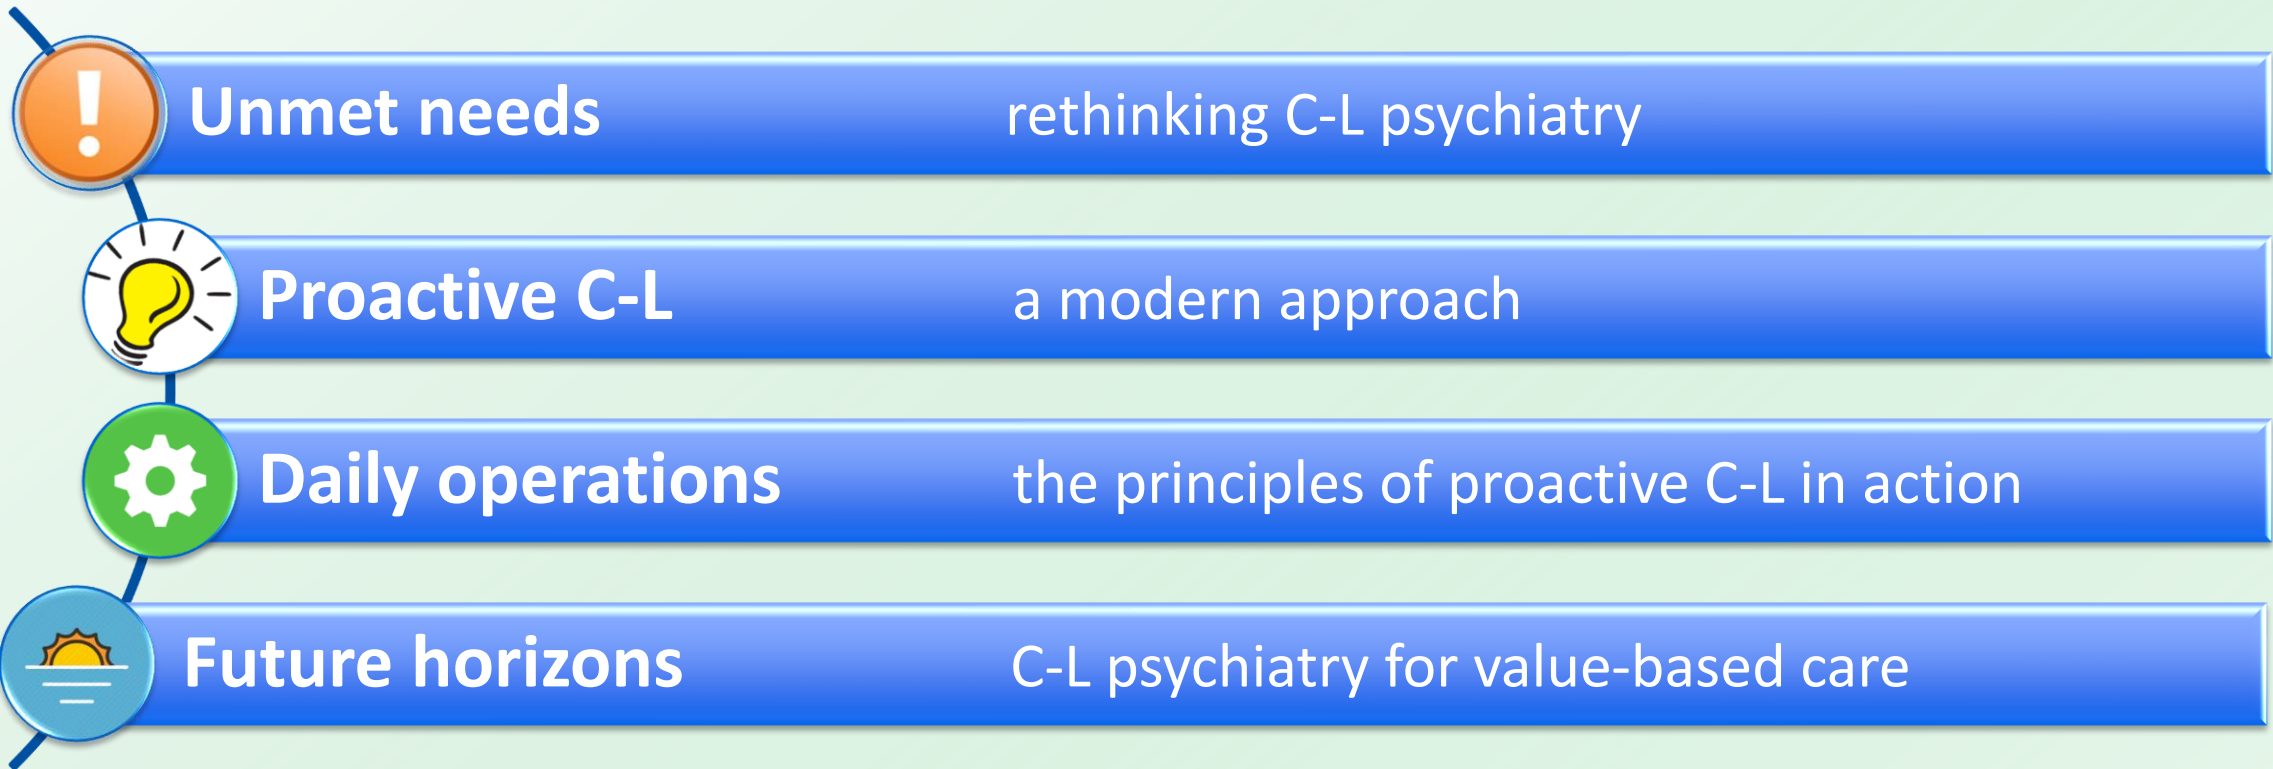 Unmet needs rethinking C-L psychiatry
Proactive C-L a modern approach
Daily operations the principles of proactive C-L in action
Future horizons C-L psychiatry for value-based care